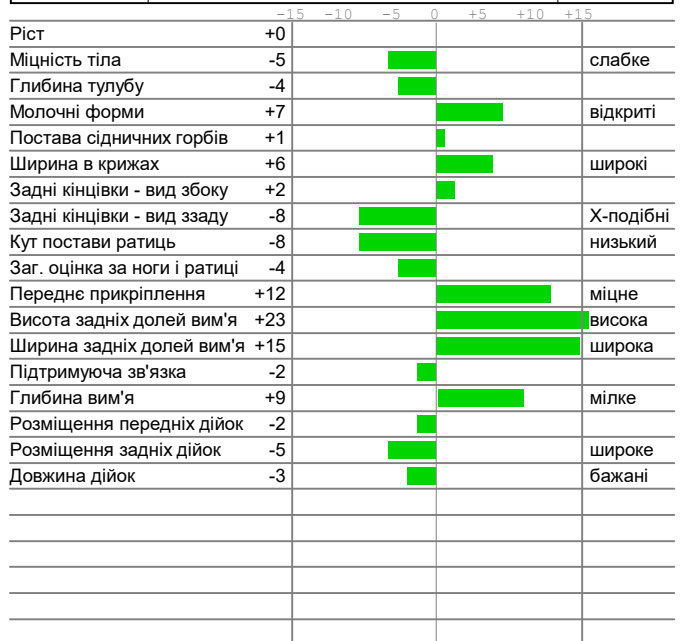 -15 -10 -5 0 +5 +10 +15
Ріст +0
Міцність тіла -5 слабке
Глибина тулубу -4
Молочні форми +7 відкриті
Постава сідничних горбів +1
Ширина в крижах +6 широкі
Задні кінцівки - вид збоку +2
Задні кінцівки - вид ззаду -8 X-подібні
Кут постави ратиць -8 низький
Заг. оцінка за ноги і ратиці -4
Переднє прикріплення +12 міцне
Висота задніх долей вим'я +23 висока
Ширина задніх долей вим'я +15 широка
Підтримуюча зв'язка -2
Глибина вим'я +9 мілке
Розміщення передніх дійок -2
Розміщення задніх дійок -5 широке
Довжина дійок -3 бажані